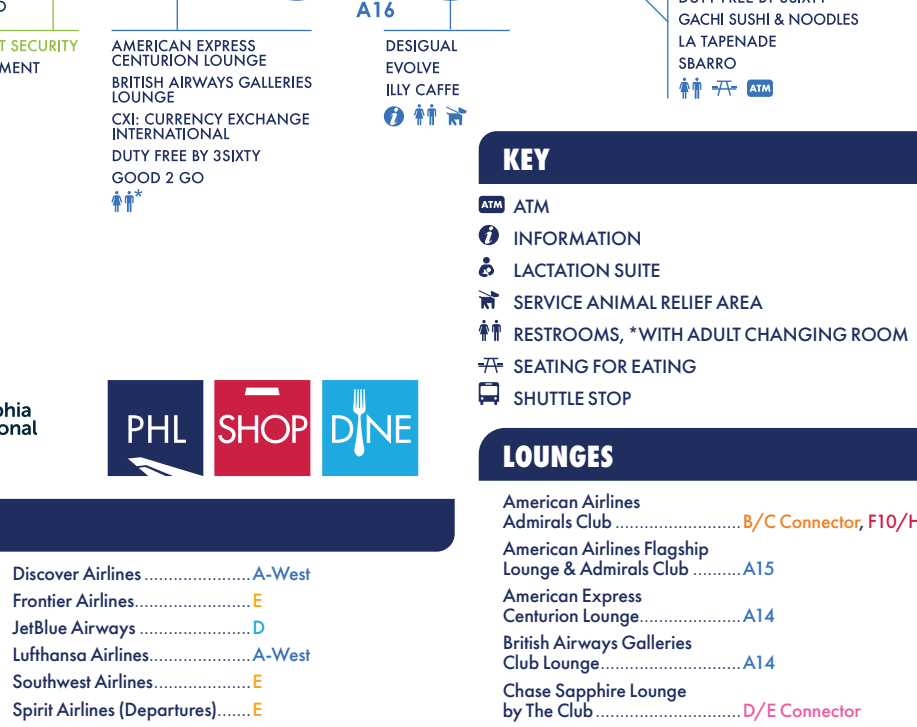 A16
T SECURITY
MENT
AMERICAN EXPRESS
CENTURION LOUNGE
BRITISH AIRWAYS GALLERIES
LOUNGE
CXI: CURRENCY EXCHANGE
INTERNATIONAL
DUTY FREE BY 3SIXTY
GOOD 2 GO
*
DESIGUAL
EVOLVE
ILLY CAFFE
DUTY FREE BY 3SIXTY
GACHI SUSHI & NOODLES
LA TAPENADE
SBARRO
ATM
KEY
ATM ATM
INFORMATION
LACTATION SUITE
SERVICE ANIMAL RELIEF AREA
RESTROOMS, *WITH ADULT CHANGING ROOM
SEATING FOR EATING
SHUTTLE STOP
phia
onal
PHL SHOP DINE
LOUNGES
American Airlines
Admirals Club ......................... B/C Connector, F10/H
American Airlines Flagship
Lounge & Admirals Club .......... A15
American Express
Centurion Lounge..................... A14
British Airways Galleries
Club Lounge............................. A14
Chase Sapphire Lounge
by The Club .............................. D/E Connector
Discover Airlines ...................... A-West
Frontier Airlines........................ E
JetBlue Airways ....................... D
Lufthansa Airlines..................... A-West
Southwest Airlines.................... E
Spirit Airlines (Departures)....... E